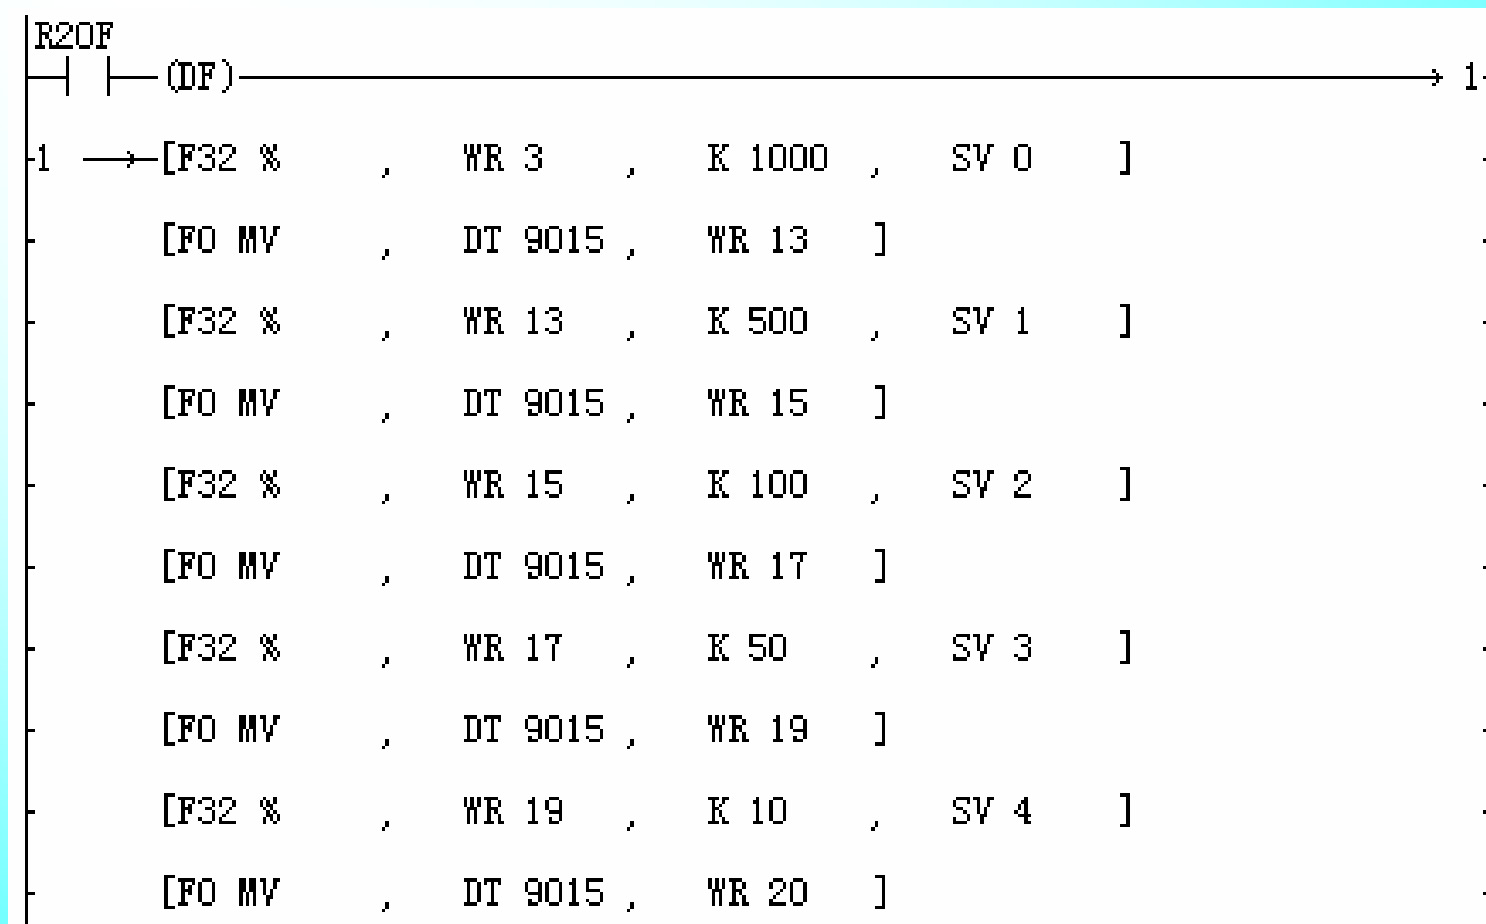 R20F
(DF) 1
1 [F32 % , WR 3 , K 1000 , SV 0 ]
[F0 MV , DT 9015 , WR 13 ]
[F32 % , WR 13 , K 500 , SV 1 ]
[F0 MV , DT 9015 , WR 15 ]
[F32 % , WR 15 , K 100 , SV 2 ]
[F0 MV , DT 9015 , WR 17 ]
[F32 % , WR 17 , K 50 , SV 3 ]
[F0 MV , DT 9015 , WR 19 ]
[F32 % , WR 19 , K 10 , SV 4 ]
[F0 MV , DT 9015 , WR 20 ]